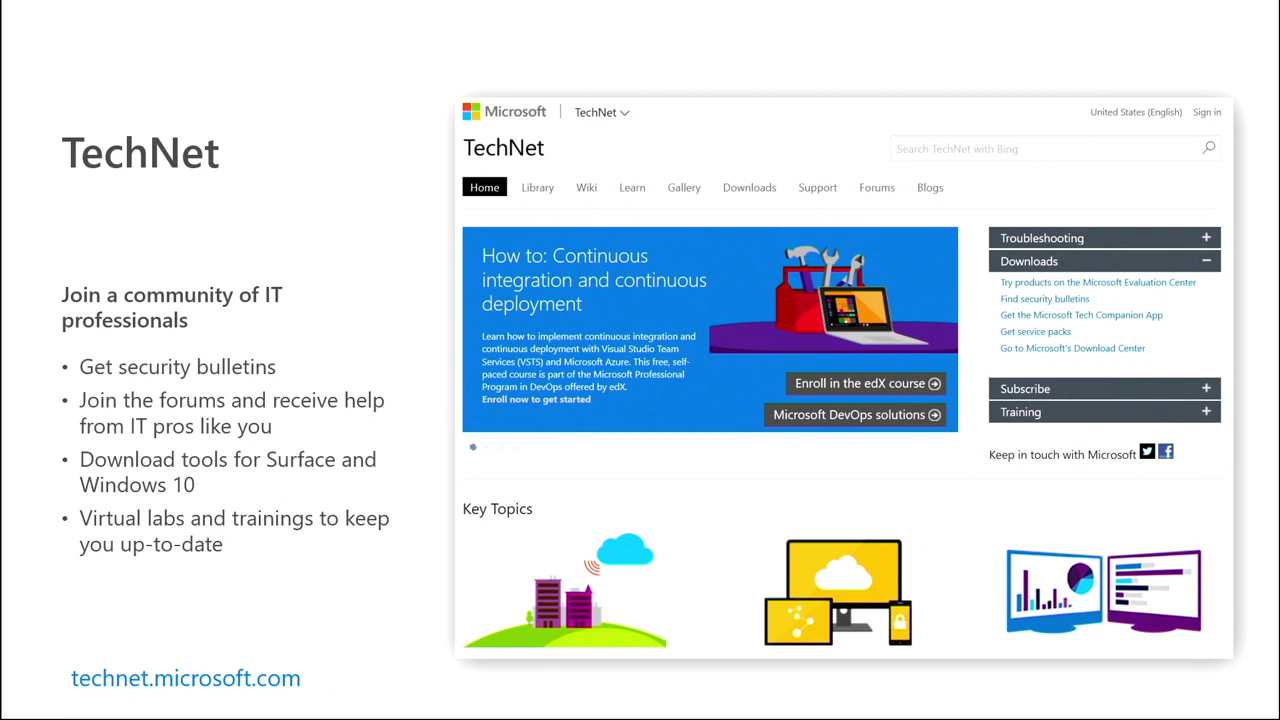 TechNet
Join a community of IT
professionals
• Get security bulletins
• Join the forums and receive help
from IT pros like you
• Download tools for Surface and
Windows 10
• Virtual labs and trainings to keep
you up-to-date
technet.microsoft.com
Microsoft | TechNet
United States (English) Sign in
TechNet
Search TechNet with Bing
Home Library Wiki Learn Gallery Downloads Support Forums Blogs
How to: Continuous
integration and continuous
deployment
Learn how to implement continuous integration and
continuous deployment with Visual Studio Team
Services (VSTS) and Microsoft Azure. This free, self-
paced course is part of the Microsoft Professional
Program in DevOps offered by edX.
Enroll now to get started
Enroll in the edX course
Microsoft DevOps solutions
Troubleshooting +
Downloads −
Try products on the Microsoft Evaluation Center
Find security bulletins
Get the Microsoft Tech Companion App
Get service packs
Go to Microsoft's Download Center
Subscribe +
Training +
Keep in touch with Microsoft
Key Topics